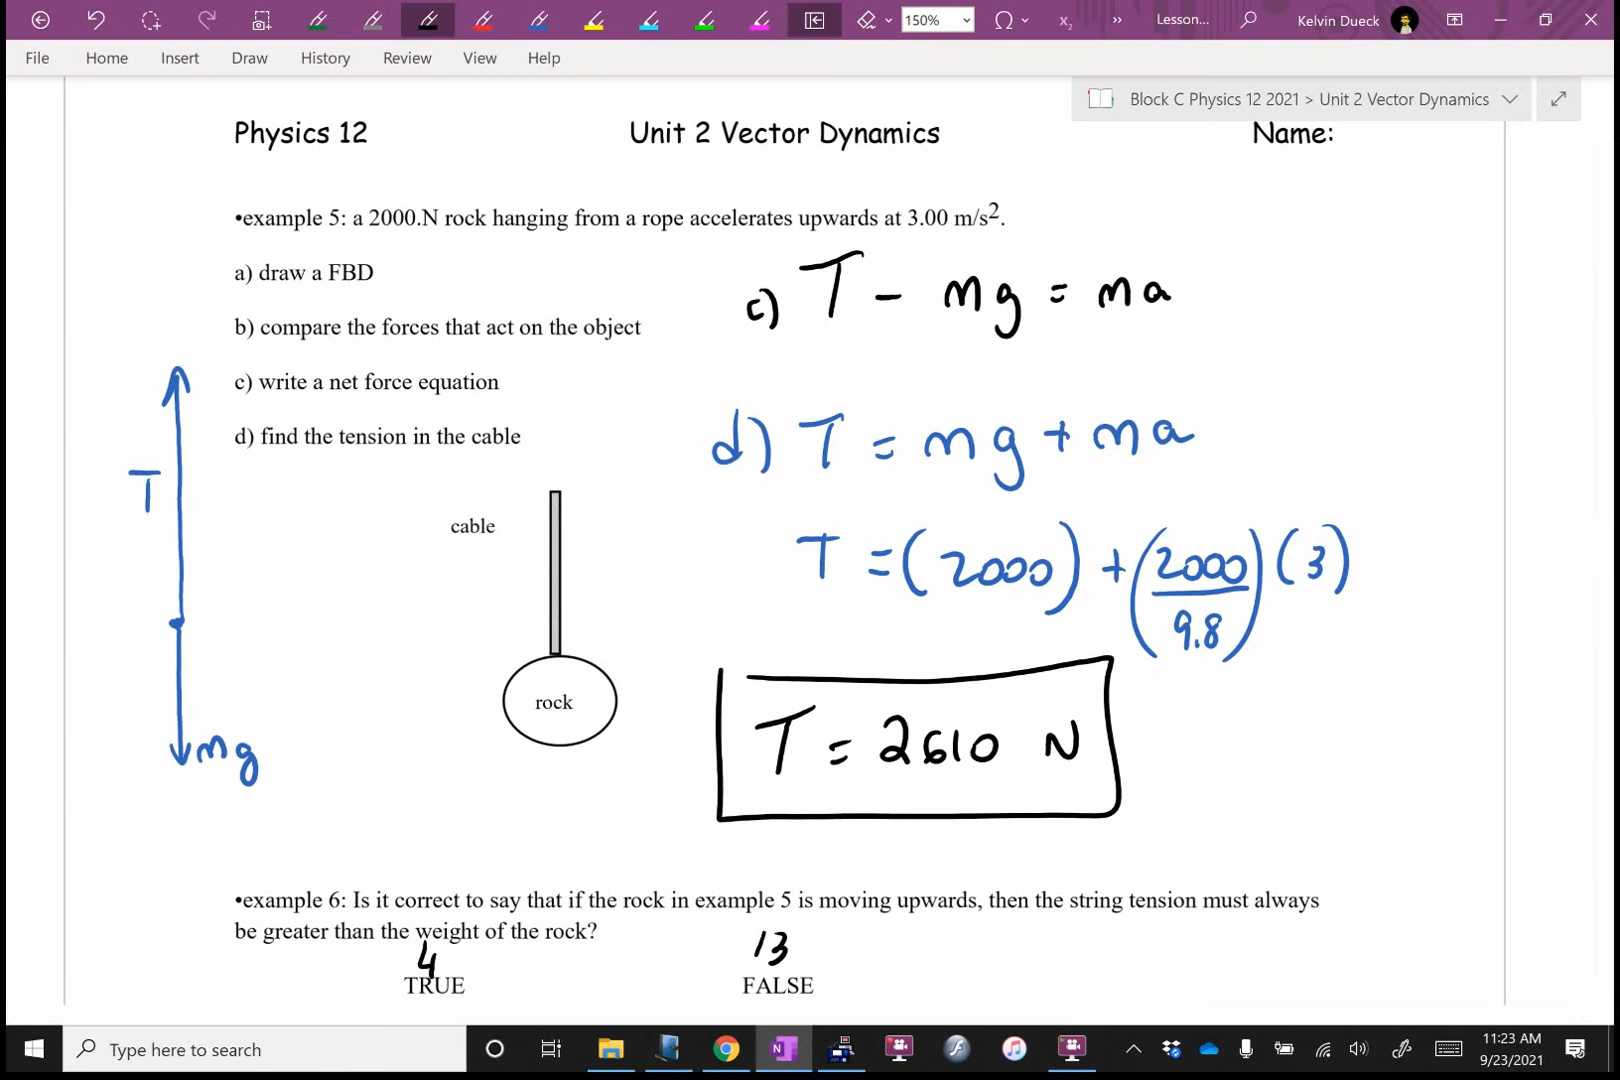 150%
Ω
x₂
»
Lesson...
Kelvin Dueck
File Home Insert Draw History Review View Help
Block C Physics 12 2021 > Unit 2 Vector Dynamics
Physics 12 Unit 2 Vector Dynamics Name:
•example 5: a 2000.N rock hanging from a rope accelerates upwards at 3.00 m/s².
a) draw a FBD
c) T - mg = ma
b) compare the forces that act on the object
c) write a net force equation
d) find the tension in the cable
d) T = mg + ma
T
cable
T = (2000) + (2000/9.8)(3)
rock
T = 2610 N
mg
•example 6: Is it correct to say that if the rock in example 5 is moving upwards, then the string tension must always
be greater than the weight of the rock?
4 13
TRUE FALSE
Type here to search
11:23 AM
9/23/2021